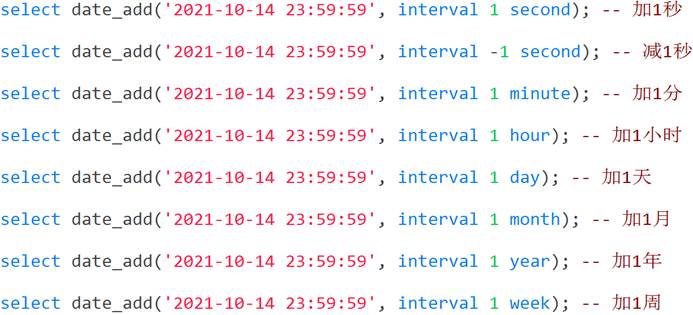 select date_add('2021-10-14 23:59:59', interval 1 second); -- 加1秒
select date_add('2021-10-14 23:59:59', interval -1 second); -- 减1秒
select date_add('2021-10-14 23:59:59', interval 1 minute); -- 加1分
select date_add('2021-10-14 23:59:59', interval 1 hour); -- 加1小时
select date_add('2021-10-14 23:59:59', interval 1 day); -- 加1天
select date_add('2021-10-14 23:59:59', interval 1 month); -- 加1月
select date_add('2021-10-14 23:59:59', interval 1 year); -- 加1年
select date_add('2021-10-14 23:59:59', interval 1 week); -- 加1周